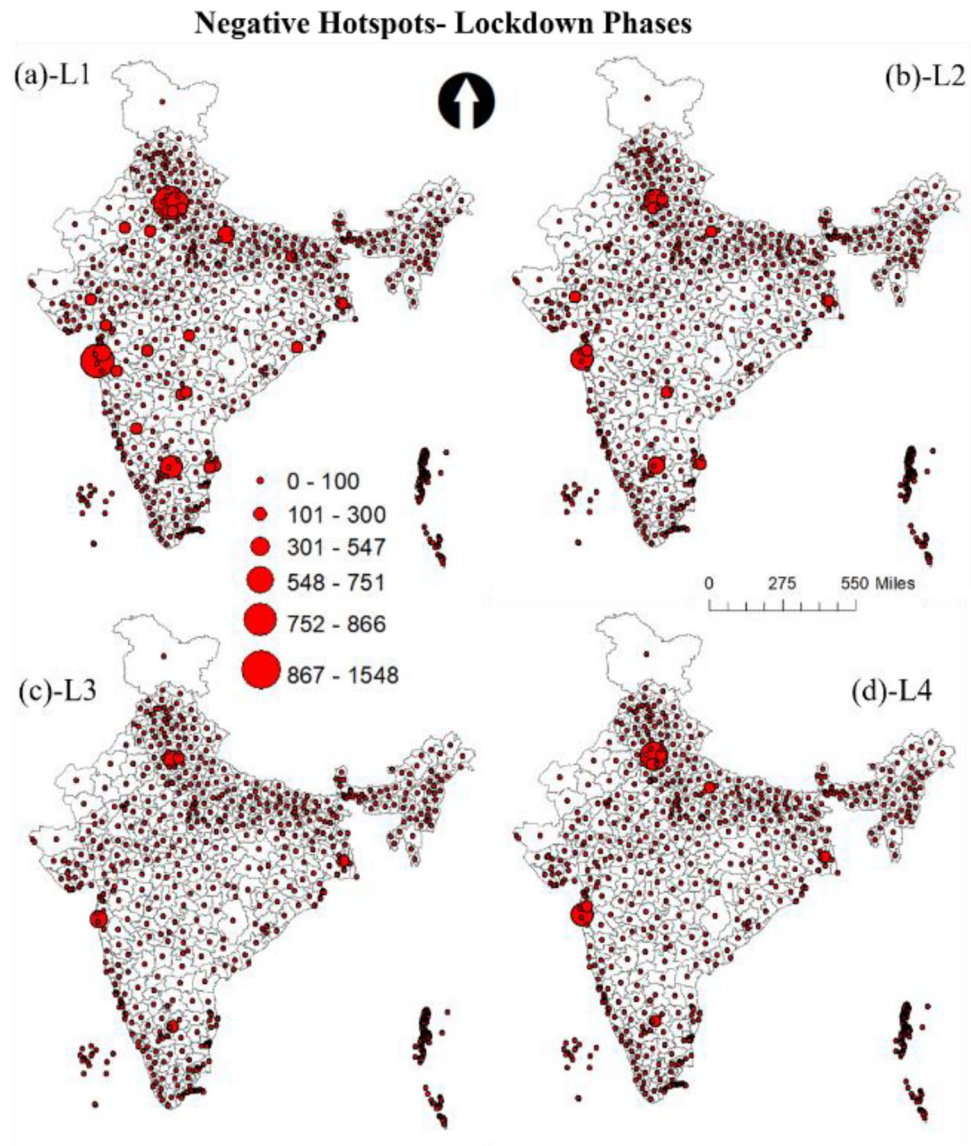 Negative Hotspots- Lockdown Phases
(a)-L1
(b)-L2
0 - 100
101 - 300
301 - 547
548 - 751
752 - 866
867 - 1548
0 275 550 Miles
(c)-L3
(d)-L4